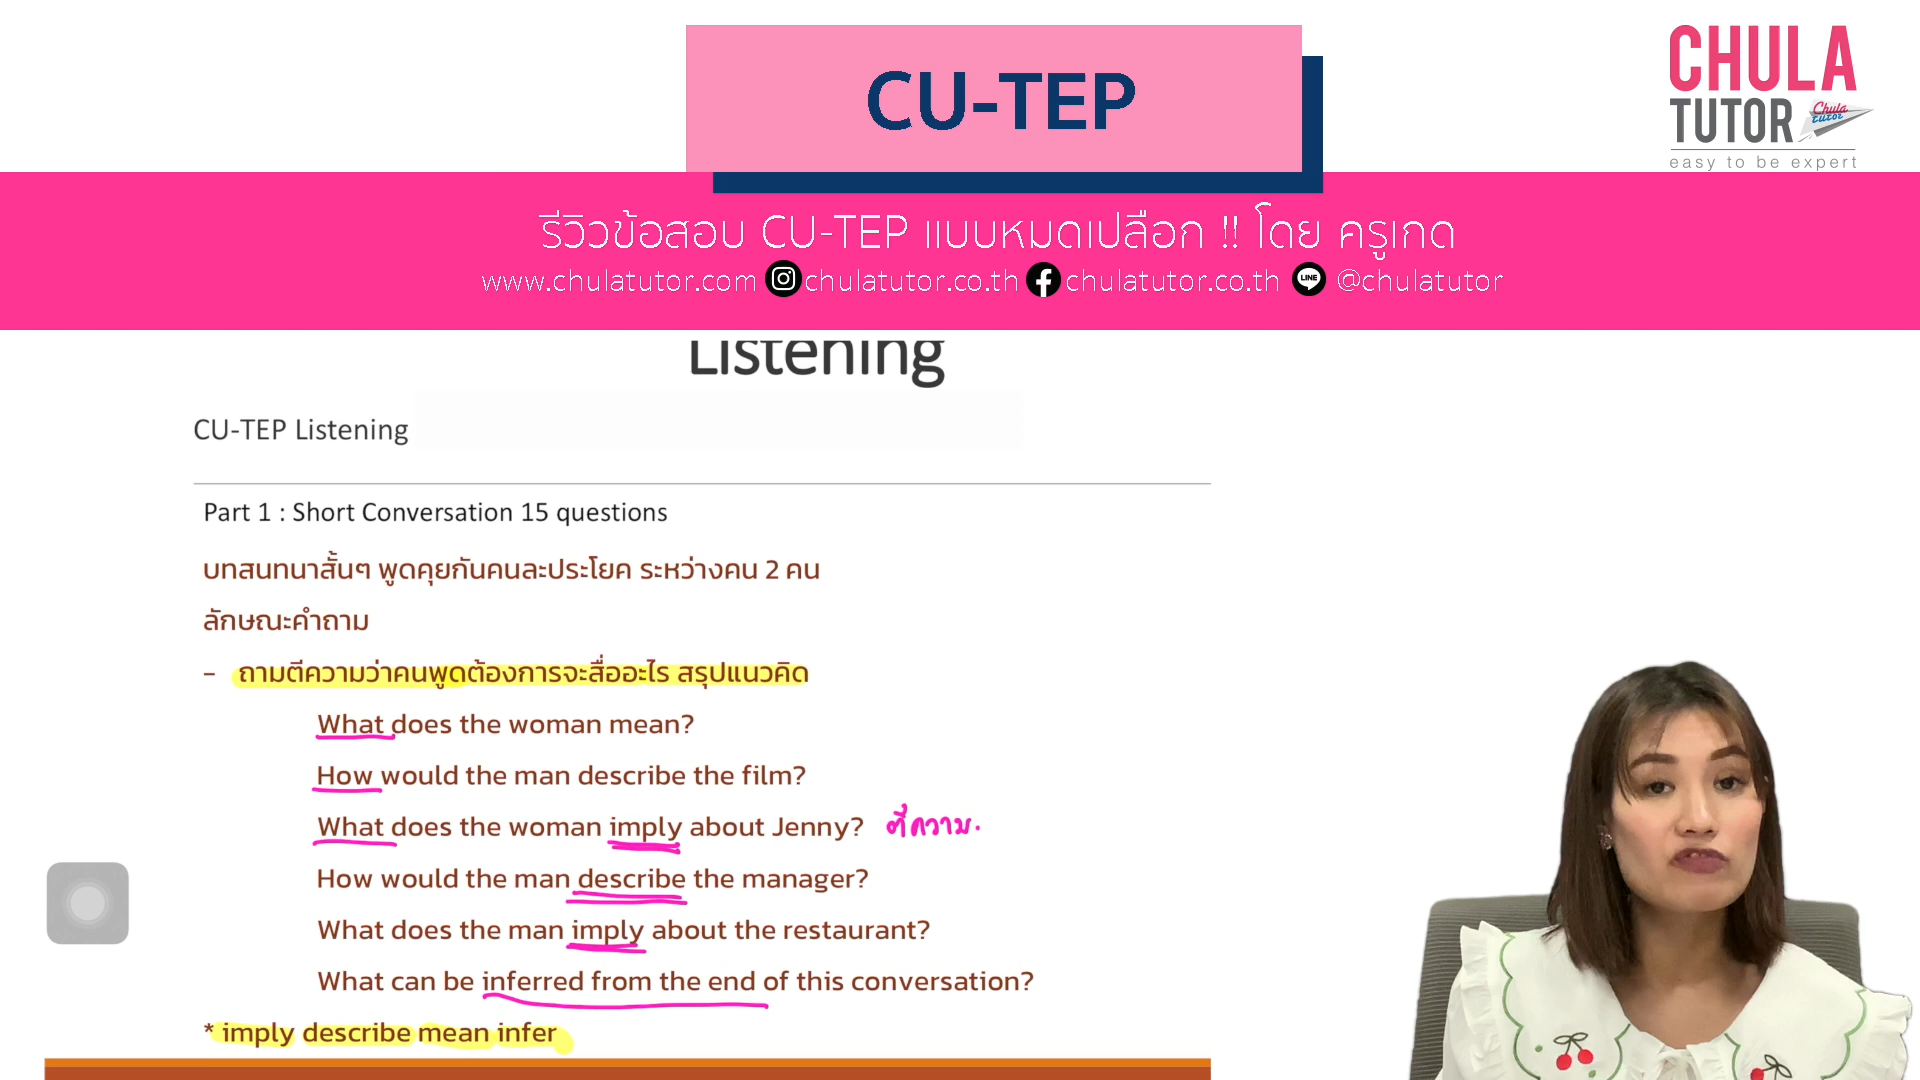 CU-TEP
CHULA
TUTOR
Chula
tutor
easy to be expert
รีวิวข้อสอบ CU-TEP แบบหมดเปลือก !! โดย ครูเกด
www.chulatutor.com chulatutor.co.th chulatutor.co.th LINE @chulatutor
Listening
CU-TEP Listening
Part 1 : Short Conversation 15 questions
บทสนทนาสั้นๆ พูดคุยกันคนละประโยค ระหว่างคน 2 คน
ลักษณะคำถาม
- ถามตีความว่าคนพูดต้องการจะสื่ออะไร สรุปแนวคิด
What does the woman mean?
How would the man describe the film?
What does the woman imply about Jenny? ตีความ.
How would the man describe the manager?
What does the man imply about the restaurant?
What can be inferred from the end of this conversation?
* imply describe mean infer